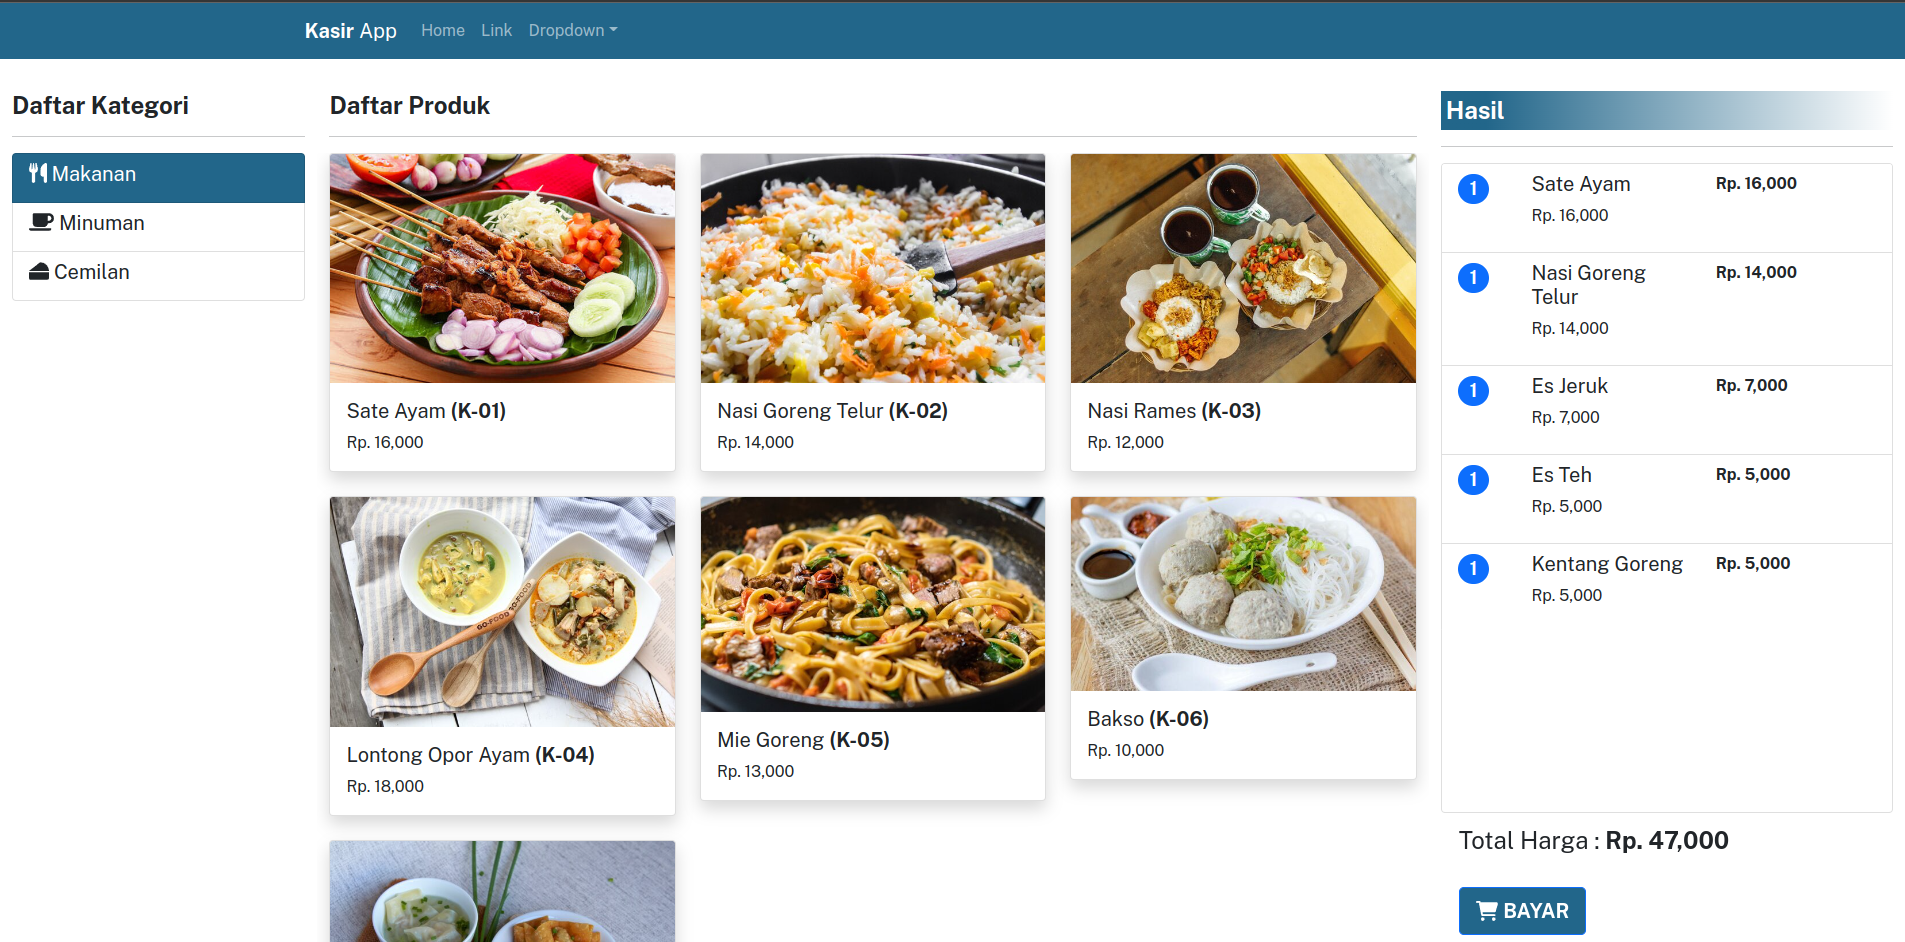 Kasir App Home Link Dropdown
Daftar Kategori
Makanan
Minuman
Cemilan
Daftar Produk
Sate Ayam (K-01)
Rp. 16,000
Nasi Goreng Telur (K-02)
Rp. 14,000
Nasi Rames (K-03)
Rp. 12,000
GO-FOOD GO-FOOD
Lontong Opor Ayam (K-04)
Rp. 18,000
Mie Goreng (K-05)
Rp. 13,000
Bakso (K-06)
Rp. 10,000
Hasil
1 Sate Ayam Rp. 16,000
Rp. 16,000
1 Nasi Goreng Rp. 14,000
Telur
Rp. 14,000
1 Es Jeruk Rp. 7,000
Rp. 7,000
1 Es Teh Rp. 5,000
Rp. 5,000
1 Kentang Goreng Rp. 5,000
Rp. 5,000
Total Harga : Rp. 47,000
BAYAR